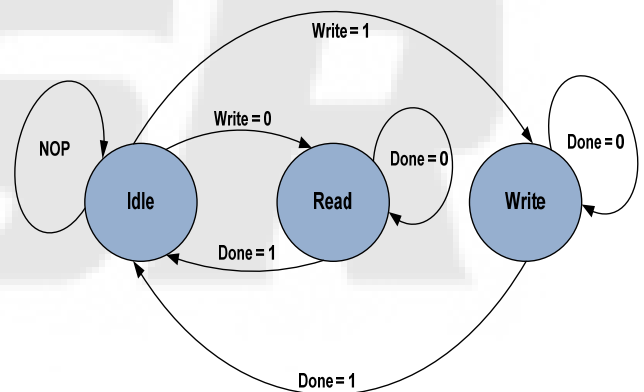 Write = 1
Write = 0
NOP
Done = 0
Done = 0
Idle
Read
Write
Done = 1
Done = 1